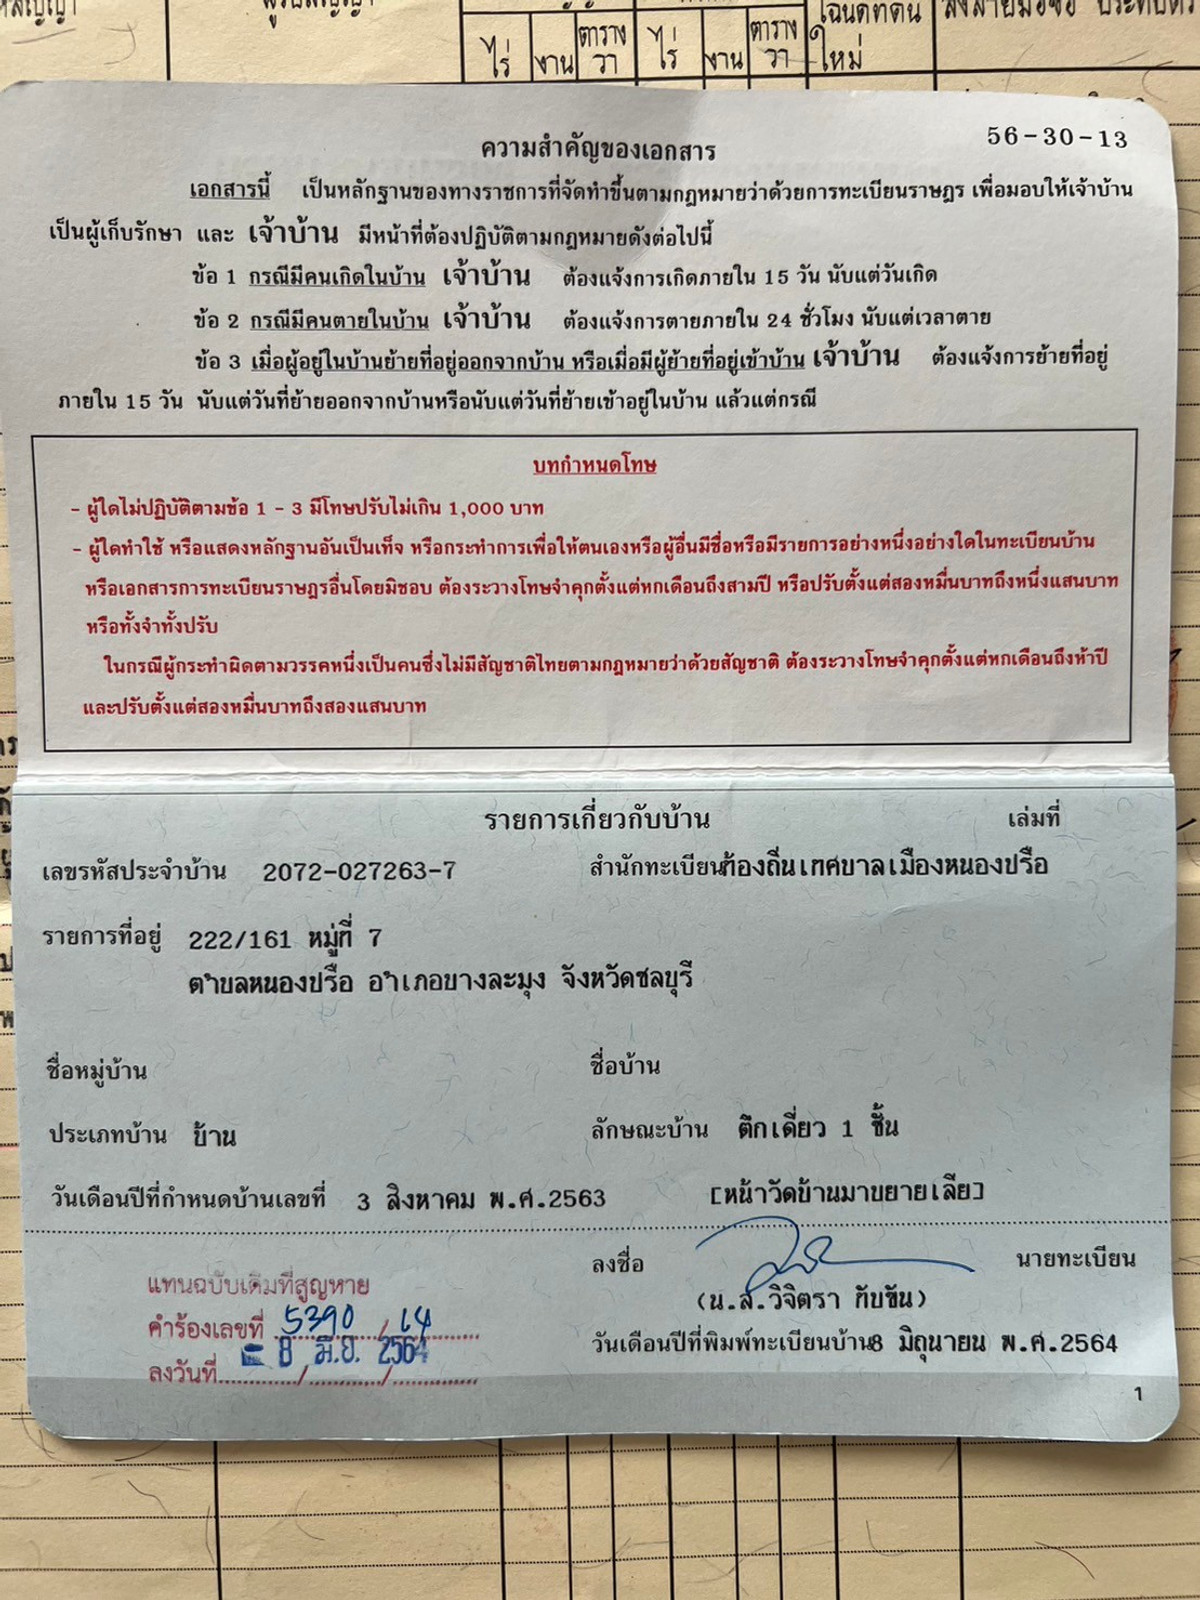 ไร่ งาน ตารางวา ไร่ งาน ตารางวา ใหม่
56-30-13
ความสำคัญของเอกสาร
เอกสารนี้ เป็นหลักฐานของทางราชการที่จัดทำขึ้นตามกฎหมายว่าด้วยการทะเบียนราษฎร เพื่อมอบให้เจ้าบ้าน
เป็นผู้เก็บรักษา และ เจ้าบ้าน มีหน้าที่ต้องปฏิบัติตามกฎหมายดังต่อไปนี้
ข้อ 1 กรณีมีคนเกิดในบ้าน เจ้าบ้าน ต้องแจ้งการเกิดภายใน 15 วัน นับแต่วันเกิด
ข้อ 2 กรณีมีคนตายในบ้าน เจ้าบ้าน ต้องแจ้งการตายภายใน 24 ชั่วโมง นับแต่เวลาตาย
ข้อ 3 เมื่อผู้อยู่ในบ้านย้ายที่อยู่ออกจากบ้าน หรือเมื่อมีผู้ย้ายที่อยู่เข้าบ้าน เจ้าบ้าน ต้องแจ้งการย้ายที่อยู่
ภายใน 15 วัน นับแต่วันที่ย้ายออกจากบ้านหรือนับแต่วันที่ย้ายเข้าอยู่ในบ้าน แล้วแต่กรณี
บทกำหนดโทษ
- ผู้ใดไม่ปฏิบัติตามข้อ 1 - 3 มีโทษปรับไม่เกิน 1,000 บาท
- ผู้ใดทำใช้ หรือแสดงหลักฐานอันเป็นเท็จ หรือกระทำการเพื่อให้ตนเองหรือผู้อื่นมีชื่อหรือมีรายการอย่างหนึ่งอย่างใดในทะเบียนบ้าน
หรือเอกสารการทะเบียนราษฎรอื่นโดยมิชอบ ต้องระวางโทษจำคุกตั้งแต่หกเดือนถึงสามปี หรือปรับตั้งแต่สองหมื่นบาทถึงหนึ่งแสนบาท
หรือทั้งจำทั้งปรับ
ในกรณีผู้กระทำผิดตามวรรคหนึ่งเป็นคนซึ่งไม่มีสัญชาติไทยตามกฎหมายว่าด้วยสัญชาติ ต้องระวางโทษจำคุกตั้งแต่หกเดือนถึงห้าปี
และปรับตั้งแต่สองหมื่นบาทถึงสองแสนบาท
รายการเกี่ยวกับบ้าน เล่มที่
เลขรหัสประจำบ้าน 2072-027263-7 สำนักทะเบียนท้องถิ่นเทศบาลเมืองหนองปรือ
รายการที่อยู่ 222/161 หมู่ที่ 7
ตำบลหนองปรือ อำเภอบางละมุง จังหวัดชลบุรี
ชื่อหมู่บ้าน ชื่อบ้าน
ประเภทบ้าน บ้าน ลักษณะบ้าน ตึกเดี่ยว 1 ชั้น
วันเดือนปีที่กำหนดบ้านเลขที่ 3 สิงหาคม พ.ศ.2563 [หน้าวัดบ้านมาบยายเลีย]
ลงชื่อ นายทะเบียน
(น.ส.วิจิตรา กับขัน)
วันเดือนปีที่พิมพ์ทะเบียนบ้าน8 มิถุนายน พ.ศ.2564
แทนฉบับเดิมที่สูญหาย
คำร้องเลขที่ 5390 / 14
ลงวันที่ - 8 มิ.ย. 2564
1